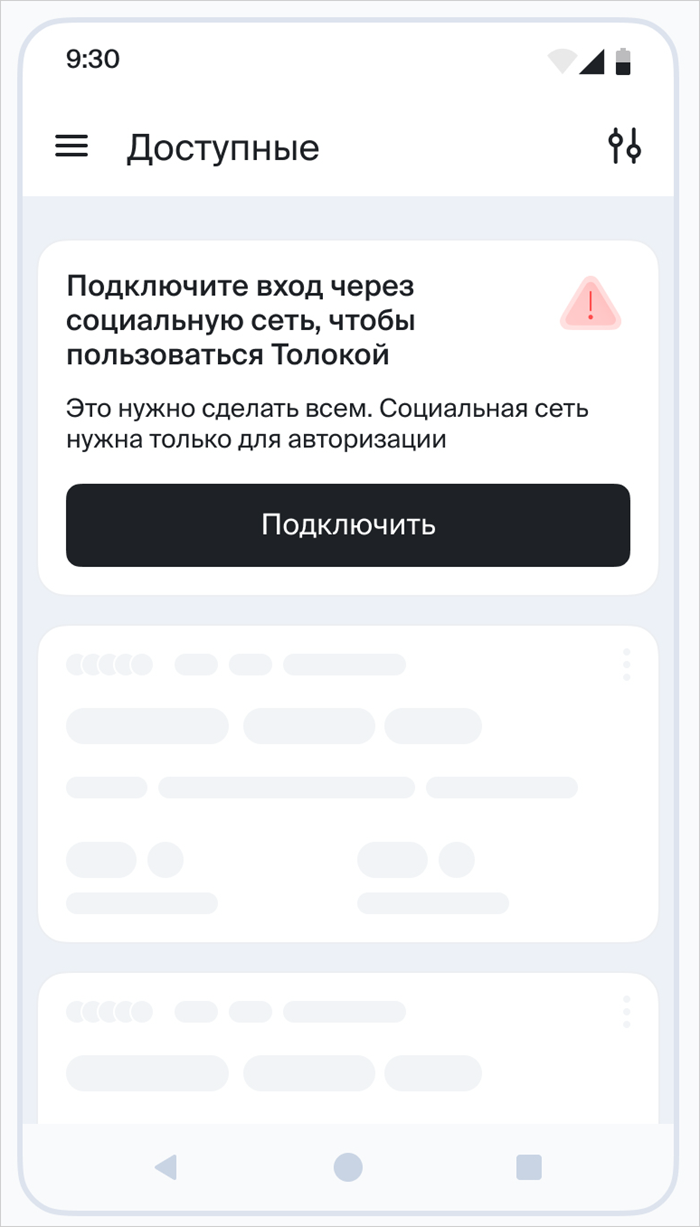 9:30
Доступные
Подключите вход через
социальную сеть, чтобы
пользоваться Толокой
Это нужно сделать всем. Социальная сеть
нужна только для авторизации
Подключить